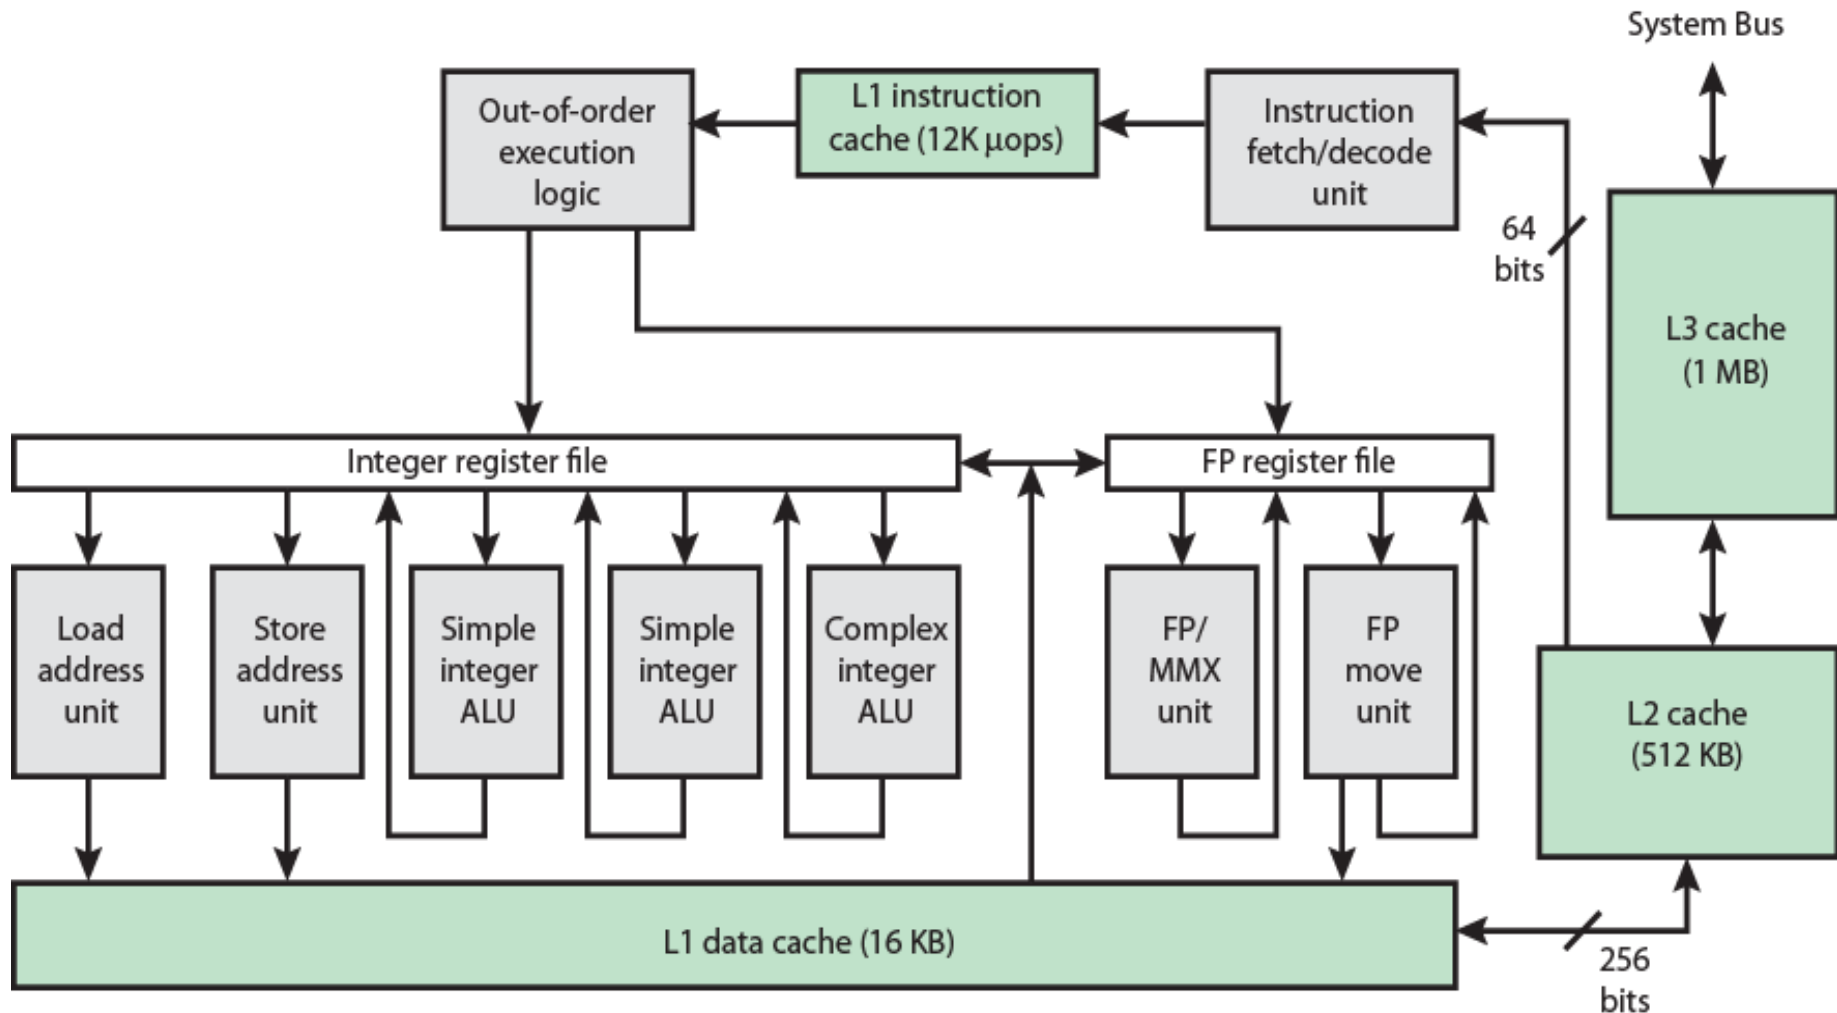 System Bus
Out-of-order
execution
logic
L1 instruction
cache (12K μops)
Instruction
fetch/decode
unit
64
bits
L3 cache
(1 MB)
Integer register file
FP register file
Load
address
unit
Store
address
unit
Simple
integer
ALU
Simple
integer
ALU
Complex
integer
ALU
FP/
MMX
unit
FP
move
unit
L2 cache
(512 KB)
L1 data cache (16 KB)
256
bits